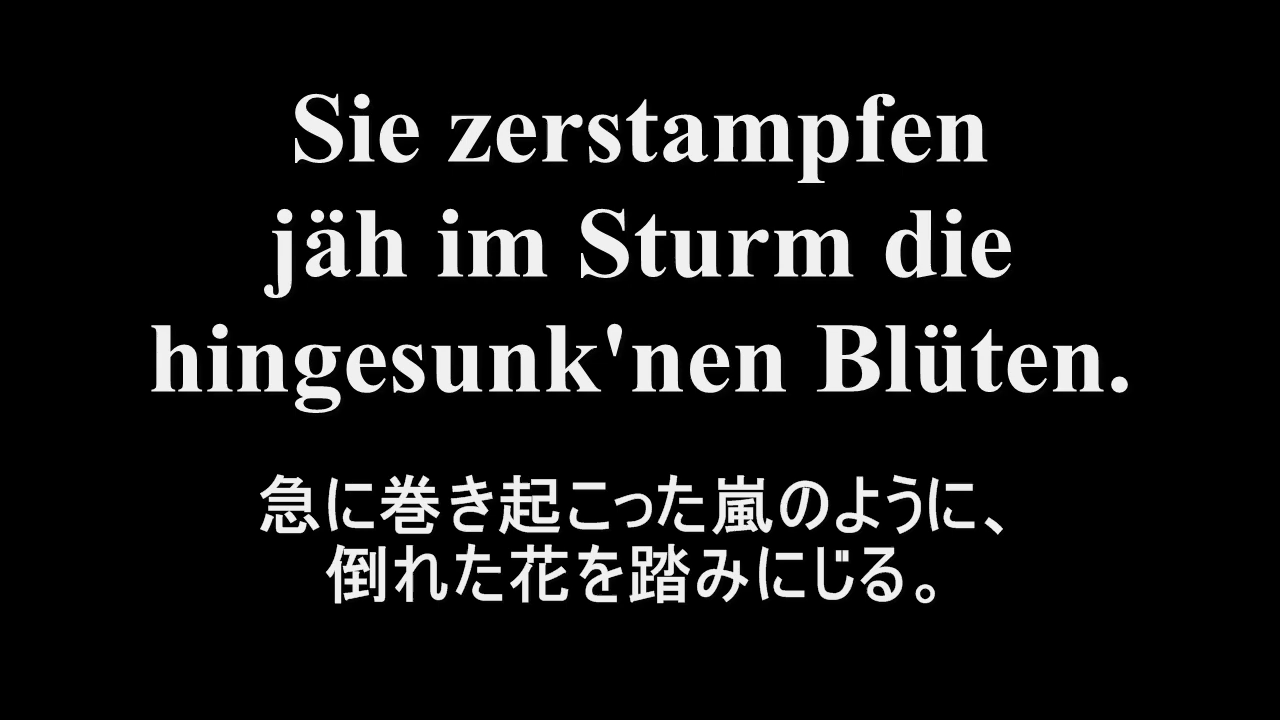 Sie zerstampfen
jäh im Sturm die
hingesunk'nen Blüten.
急に巻き起こった嵐のように、
倒れた花を踏みにじる。